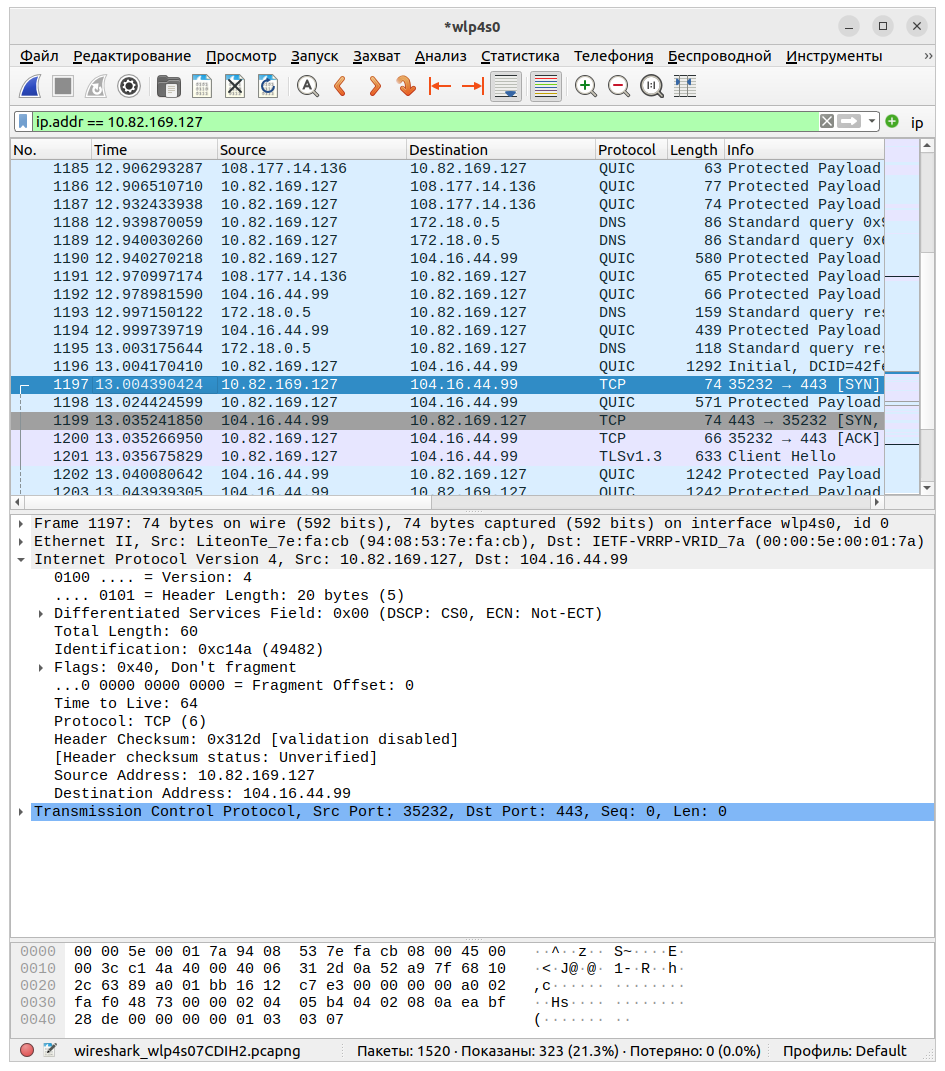 *wlp4s0
Файл Редактирование Просмотр Запуск Захват Анализ Статистика Телефония Беспроводной Инструменты »
ip.addr == 10.82.169.127 ip
No. Time Source Destination Protocol Length Info
1185 12.906293287 108.177.14.136 10.82.169.127 QUIC 63 Protected Payload
1186 12.906510710 10.82.169.127 108.177.14.136 QUIC 77 Protected Payload
1187 12.932433938 10.82.169.127 108.177.14.136 QUIC 74 Protected Payload
1188 12.939870059 10.82.169.127 172.18.0.5 DNS 86 Standard query 0x9
1189 12.940030260 10.82.169.127 172.18.0.5 DNS 86 Standard query 0x
1190 12.940270218 10.82.169.127 104.16.44.99 QUIC 580 Protected Payload
1191 12.970997174 108.177.14.136 10.82.169.127 QUIC 65 Protected Payload
1192 12.978981590 104.16.44.99 10.82.169.127 QUIC 66 Protected Payload
1193 12.997150122 172.18.0.5 10.82.169.127 DNS 159 Standard query res
1194 12.999739719 104.16.44.99 10.82.169.127 QUIC 439 Protected Payload
1195 13.003175644 172.18.0.5 10.82.169.127 DNS 118 Standard query res
1196 13.004170410 10.82.169.127 104.16.44.99 QUIC 1292 Initial, DCID=42fe
1197 13.004390424 10.82.169.127 104.16.44.99 TCP 74 35232 → 443 [SYN]
1198 13.024424599 10.82.169.127 104.16.44.99 QUIC 571 Protected Payload
1199 13.035241850 104.16.44.99 10.82.169.127 TCP 74 443 → 35232 [SYN,
1200 13.035266950 10.82.169.127 104.16.44.99 TCP 66 35232 → 443 [ACK]
1201 13.035675829 10.82.169.127 104.16.44.99 TLSv1.3 633 Client Hello
1202 13.040080642 104.16.44.99 10.82.169.127 QUIC 1242 Protected Payload
1203 13.043939305 104.16.44.99 10.82.169.127 QUIC 1242 Protected Payload
Frame 1197: 74 bytes on wire (592 bits), 74 bytes captured (592 bits) on interface wlp4s0, id 0
Ethernet II, Src: LiteonTe_7e:fa:cb (94:08:53:7e:fa:cb), Dst: IETF-VRRP-VRID_7a (00:00:5e:00:01:7a)
Internet Protocol Version 4, Src: 10.82.169.127, Dst: 104.16.44.99
0100 .... = Version: 4
.... 0101 = Header Length: 20 bytes (5)
Differentiated Services Field: 0x00 (DSCP: CS0, ECN: Not-ECT)
Total Length: 60
Identification: 0xc14a (49482)
Flags: 0x40, Don't fragment
...0 0000 0000 0000 = Fragment Offset: 0
Time to Live: 64
Protocol: TCP (6)
Header Checksum: 0x312d [validation disabled]
[Header checksum status: Unverified]
Source Address: 10.82.169.127
Destination Address: 104.16.44.99
Transmission Control Protocol, Src Port: 35232, Dst Port: 443, Seq: 0, Len: 0
0000 00 00 5e 00 01 7a 94 08 53 7e fa cb 08 00 45 00 ··^··z·· S~····E·
0010 00 3c c1 4a 40 00 40 06 31 2d 0a 52 a9 7f 68 10 ·<·J@·@· 1-·R··h·
0020 2c 63 89 a0 01 bb 16 12 c7 e3 00 00 00 00 a0 02 ,c······ ········
0030 fa f0 48 73 00 00 02 04 05 b4 04 02 08 0a ea bf ··Hs···· ········
0040 28 de 00 00 00 00 01 03 03 07 (······· ··
wireshark_wlp4s07CDIH2.pcapng Пакеты: 1520 · Показаны: 323 (21.3%) · Потеряно: 0 (0.0%) Профиль: Default